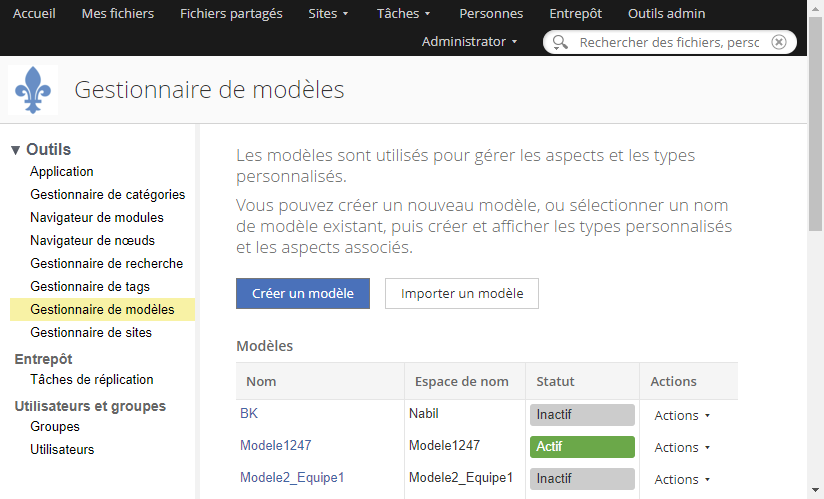 Accueil Mes fichiers Fichiers partagés Sites Tâches Personnes Entrepôt Outils admin
Administrator Rechercher des fichiers, persc
Gestionnaire de modèles
Outils
Application
Gestionnaire de catégories
Navigateur de modules
Navigateur de nœuds
Gestionnaire de recherche
Gestionnaire de tags
Gestionnaire de modèles
Gestionnaire de sites
Entrepôt
Tâches de réplication
Utilisateurs et groupes
Groupes
Utilisateurs
Les modèles sont utilisés pour gérer les aspects et les types
personnalisés.
Vous pouvez créer un nouveau modèle, ou sélectionner un nom
de modèle existant, puis créer et afficher les types personnalisés
et les aspects associés.
Créer un modèle Importer un modèle
Modèles
Nom Espace de nom Statut Actions
BK Nabil Inactif Actions
Modele1247 Modele1247 Actif Actions
Modele2_Equipe1 Modele2_Equipe1 Inactif Actions